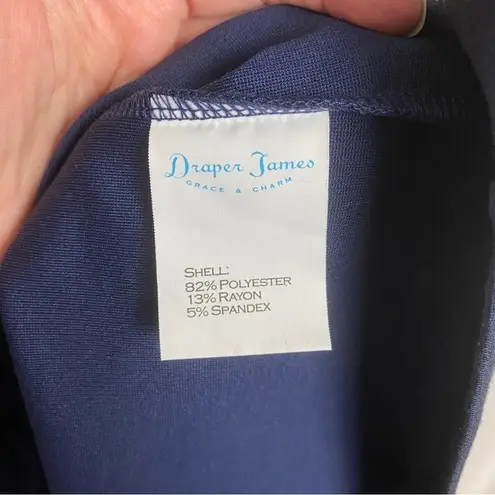 Draper James
GRACE & CHARM
SHELL:
82% POLYESTER
13% RAYON
5% SPANDEX